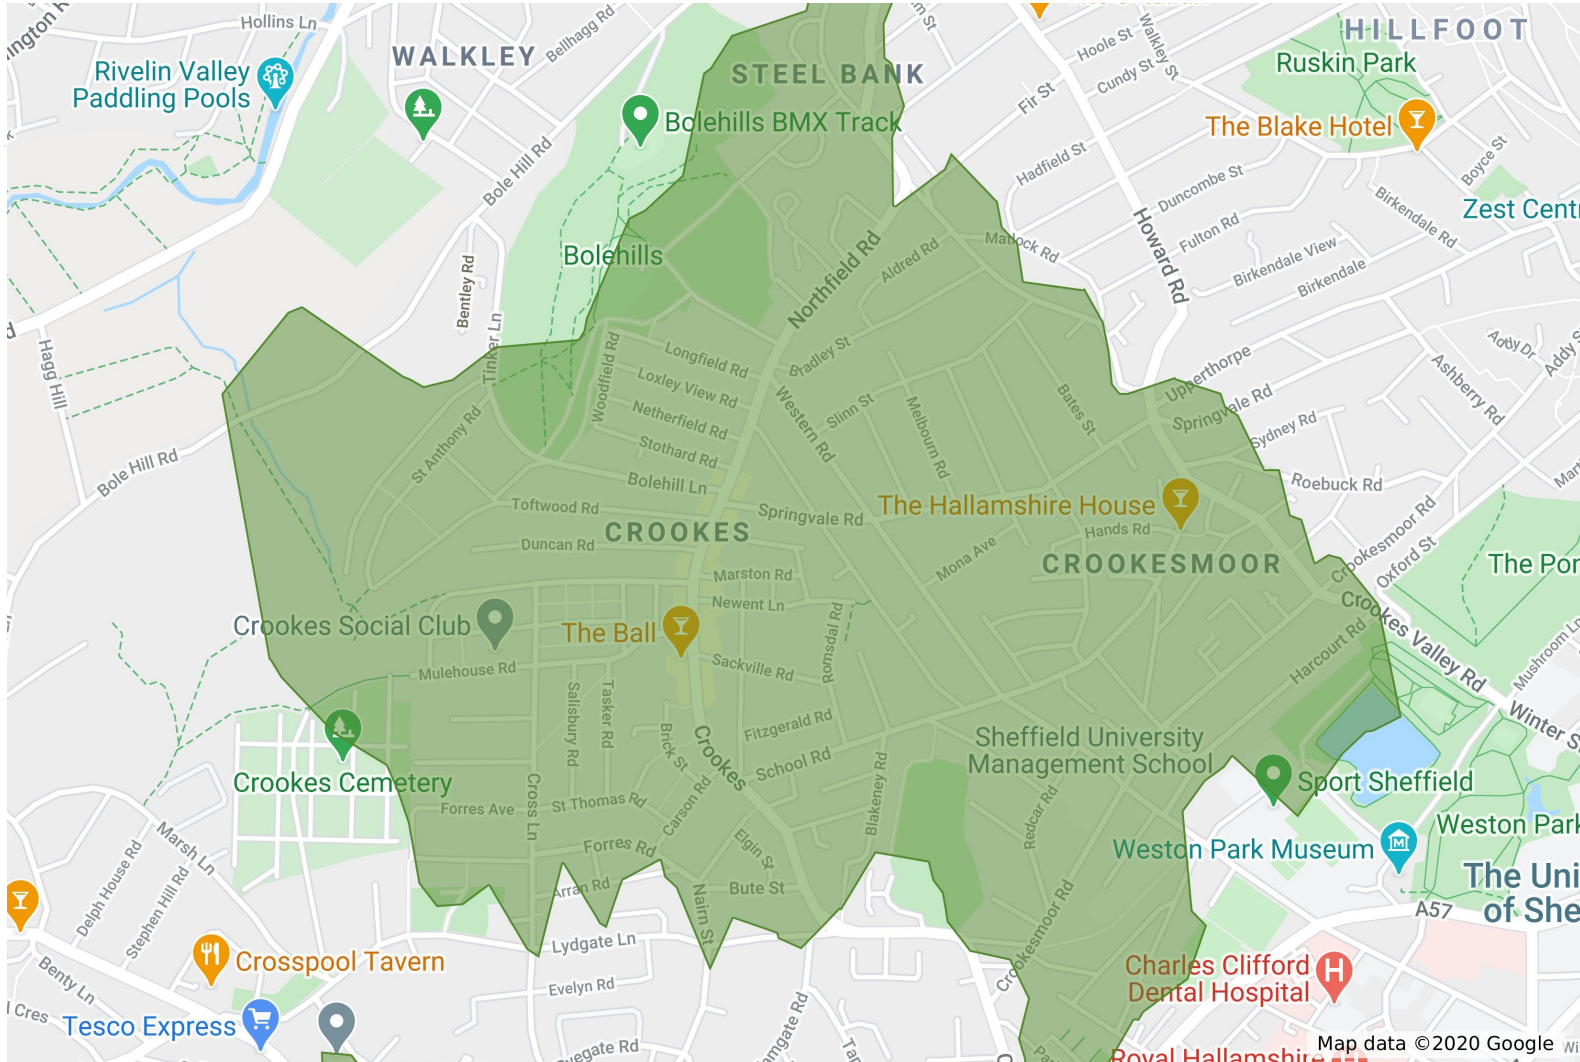 Hollins Ln
WALKLEY
Bellhagg Rd
HILLFOOT
Hoole St
Walkley St
Ruskin Park
Rivelin Valley
Paddling Pools
STEEL BANK
Cundy St
Fir St
Bolehills BMX Track
The Blake Hotel
Bole Hill Rd
Hadfield St
Boyce St
Duncombe St
Birkendale Rd
Zest Centr
Howard Rd
Fulton Rd
Matlock Rd
Bolehills
Northfield Rd
Aldred Rd
Birkendale View
Birkendale
Bentley Rd
Tinker Ln
Hagg Hill
Woodfield Rd
Longfield Rd
Bradley St
Loxley View Rd
Netherfield Rd
Stothard Rd
Western Rd
Slinn St
Melbourn Rd
Bates St
Upperthorpe
Springvale Rd
Sydney Rd
Ashberry Rd
Addy Dr
Addy S
St Anthony Rd
Bole Hill Rd
Bolehill Ln
Roebuck Rd
Toftwood Rd
CROOKES
Springvale Rd
The Hallamshire House
Hands Rd
Crookesmoor Rd
Oxford St
Duncan Rd
Mona Ave
CROOKESMOOR
The Por
Marston Rd
Newent Ln
Crookes Social Club
The Ball
Romsdal Rd
Crookes Valley Rd
Harcourt Rd
Mushroom Ln
Mulehouse Rd
Sackville Rd
Salisbury Rd
Tasker Rd
Brick St
Crookes
Fitzgerald Rd
School Rd
Sheffield University
Management School
Winter S
Crookes Cemetery
Sport Sheffield
Cross Ln
Forres Ave
St Thomas Rd
Carson Rd
Blakeney Rd
Redcar Rd
Weston Park
Marsh Ln
Elgin St
Forres Rd
Weston Park Museum
Delph House Rd
Stephen Hill Rd
Arran Rd
Bute St
Nairn St
Crookesmoor Rd
The Uni
of She
A57
Lydgate Ln
Crosspool Tavern
Benty Ln
Evelyn Rd
Charles Clifford
Dental Hospital
l Cres
Tesco Express
Royal Hallamshire
Map data ©2020 Google